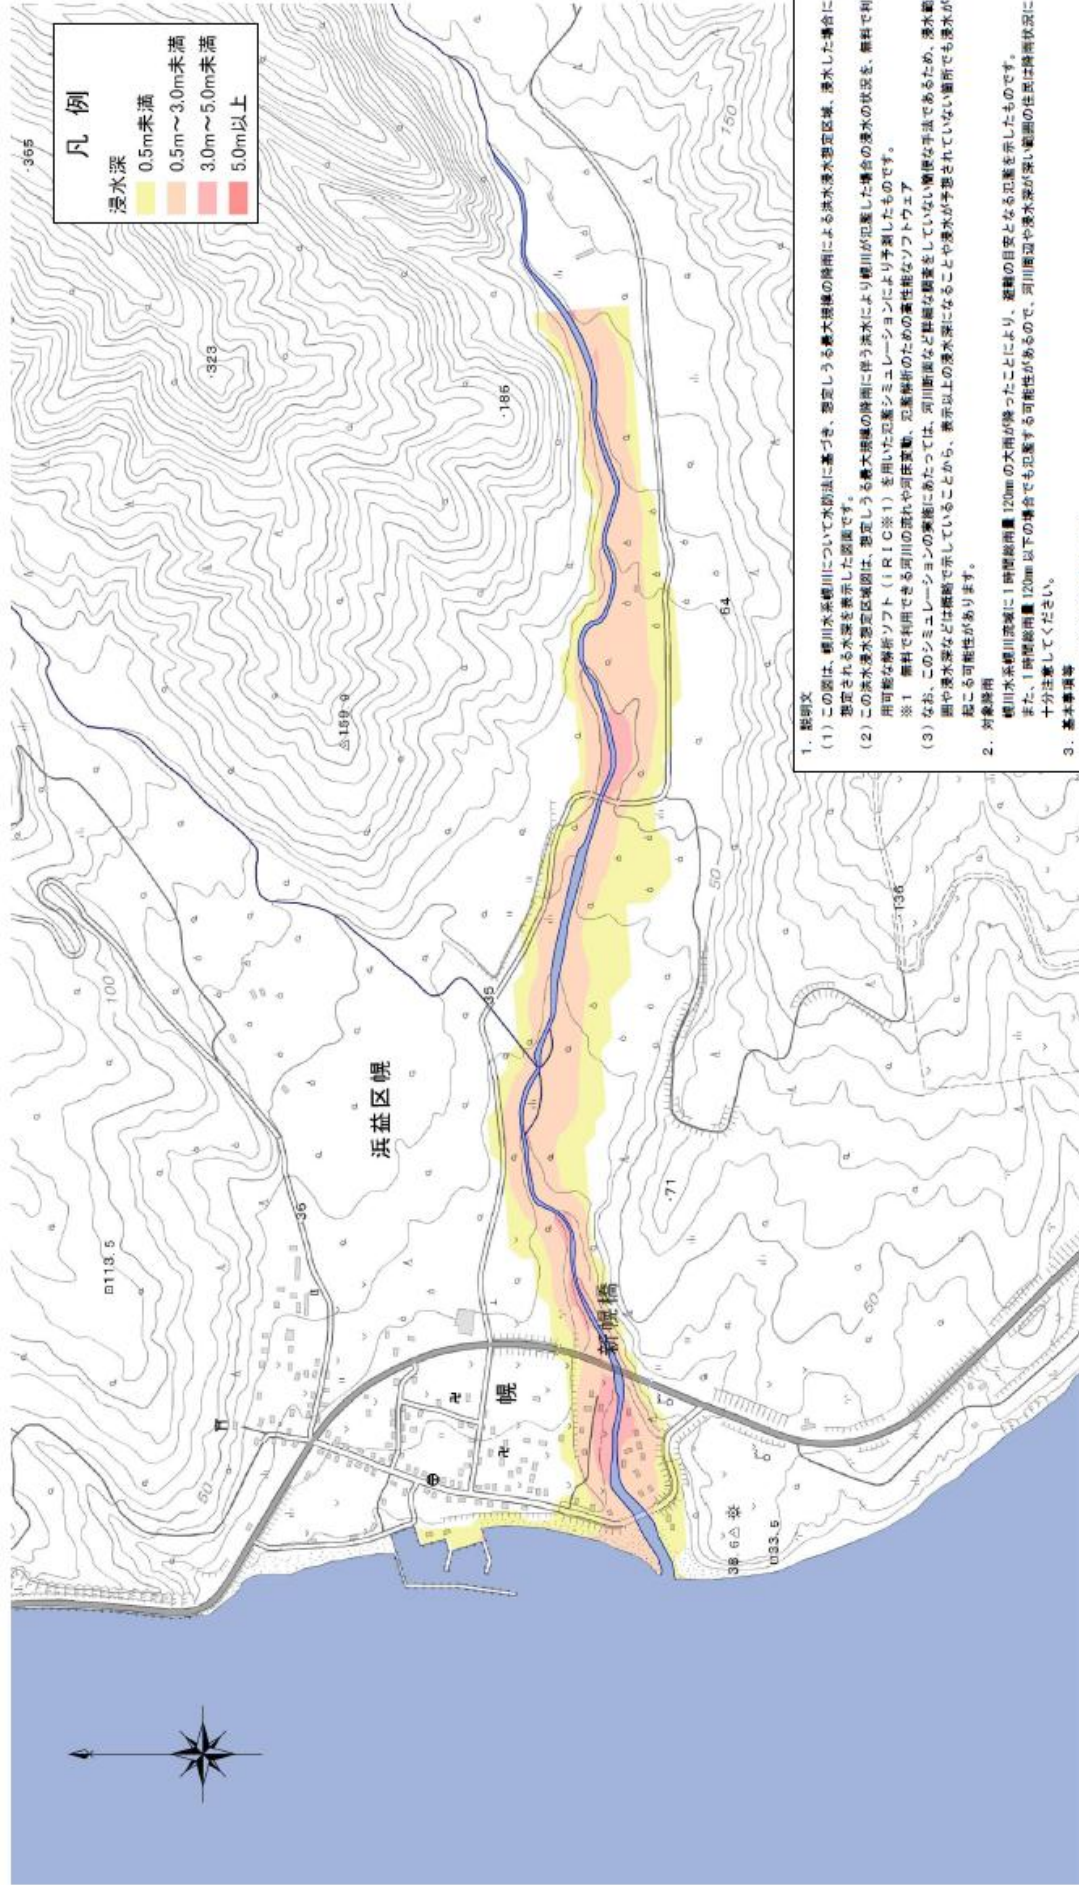 凡 例
浸水深
0.5m未満
0.5m～3.0m未満
3.0m～5.0m未満
5.0m以上
・365
・323
・186
150
△159.9
64
100
35
50
136
浜益区幌
36
□113.5
・71
新幌橋
幌
50
50
38.6△
□33.5
1．説明文
（1）この図は、幌川水系幌川について水防法に基づき、想定しうる最大規模の降雨による洪水浸水想定区域、浸水した場合に
想定される水深を表示した図面です。
（2）この洪水浸水想定区域図は、想定しうる最大規模の降雨に伴う洪水により幌川が氾濫した場合の浸水の状況を、無料で利
用可能な解析ソフト（ｉＲＩＣ※１）を用いた氾濫シミュレーションにより予測したものです。
※１　無料で利用できる河川の流れや河床変動、氾濫解析のための高性能なソフトウェア
（3）なお、このシミュレーションの実施にあたっては、河川断面など詳細な調査をしていない簡便な手法であるため、浸水範
囲や浸水深などは概略で示していることから、表示以上の浸水深になることや浸水が予想されていない箇所でも浸水が
起こる可能性があります。
2．対象降雨
幌川水系幌川流域に１時間総雨量 120mm の大雨が降ったことにより、避難の目安となる氾濫を示したものです。
また、１時間総雨量 120mm 以下の場合でも氾濫する可能性があるので、河川周辺や浸水深が深い範囲の住民は降雨状況に
十分注意してください。
3．基本事項等